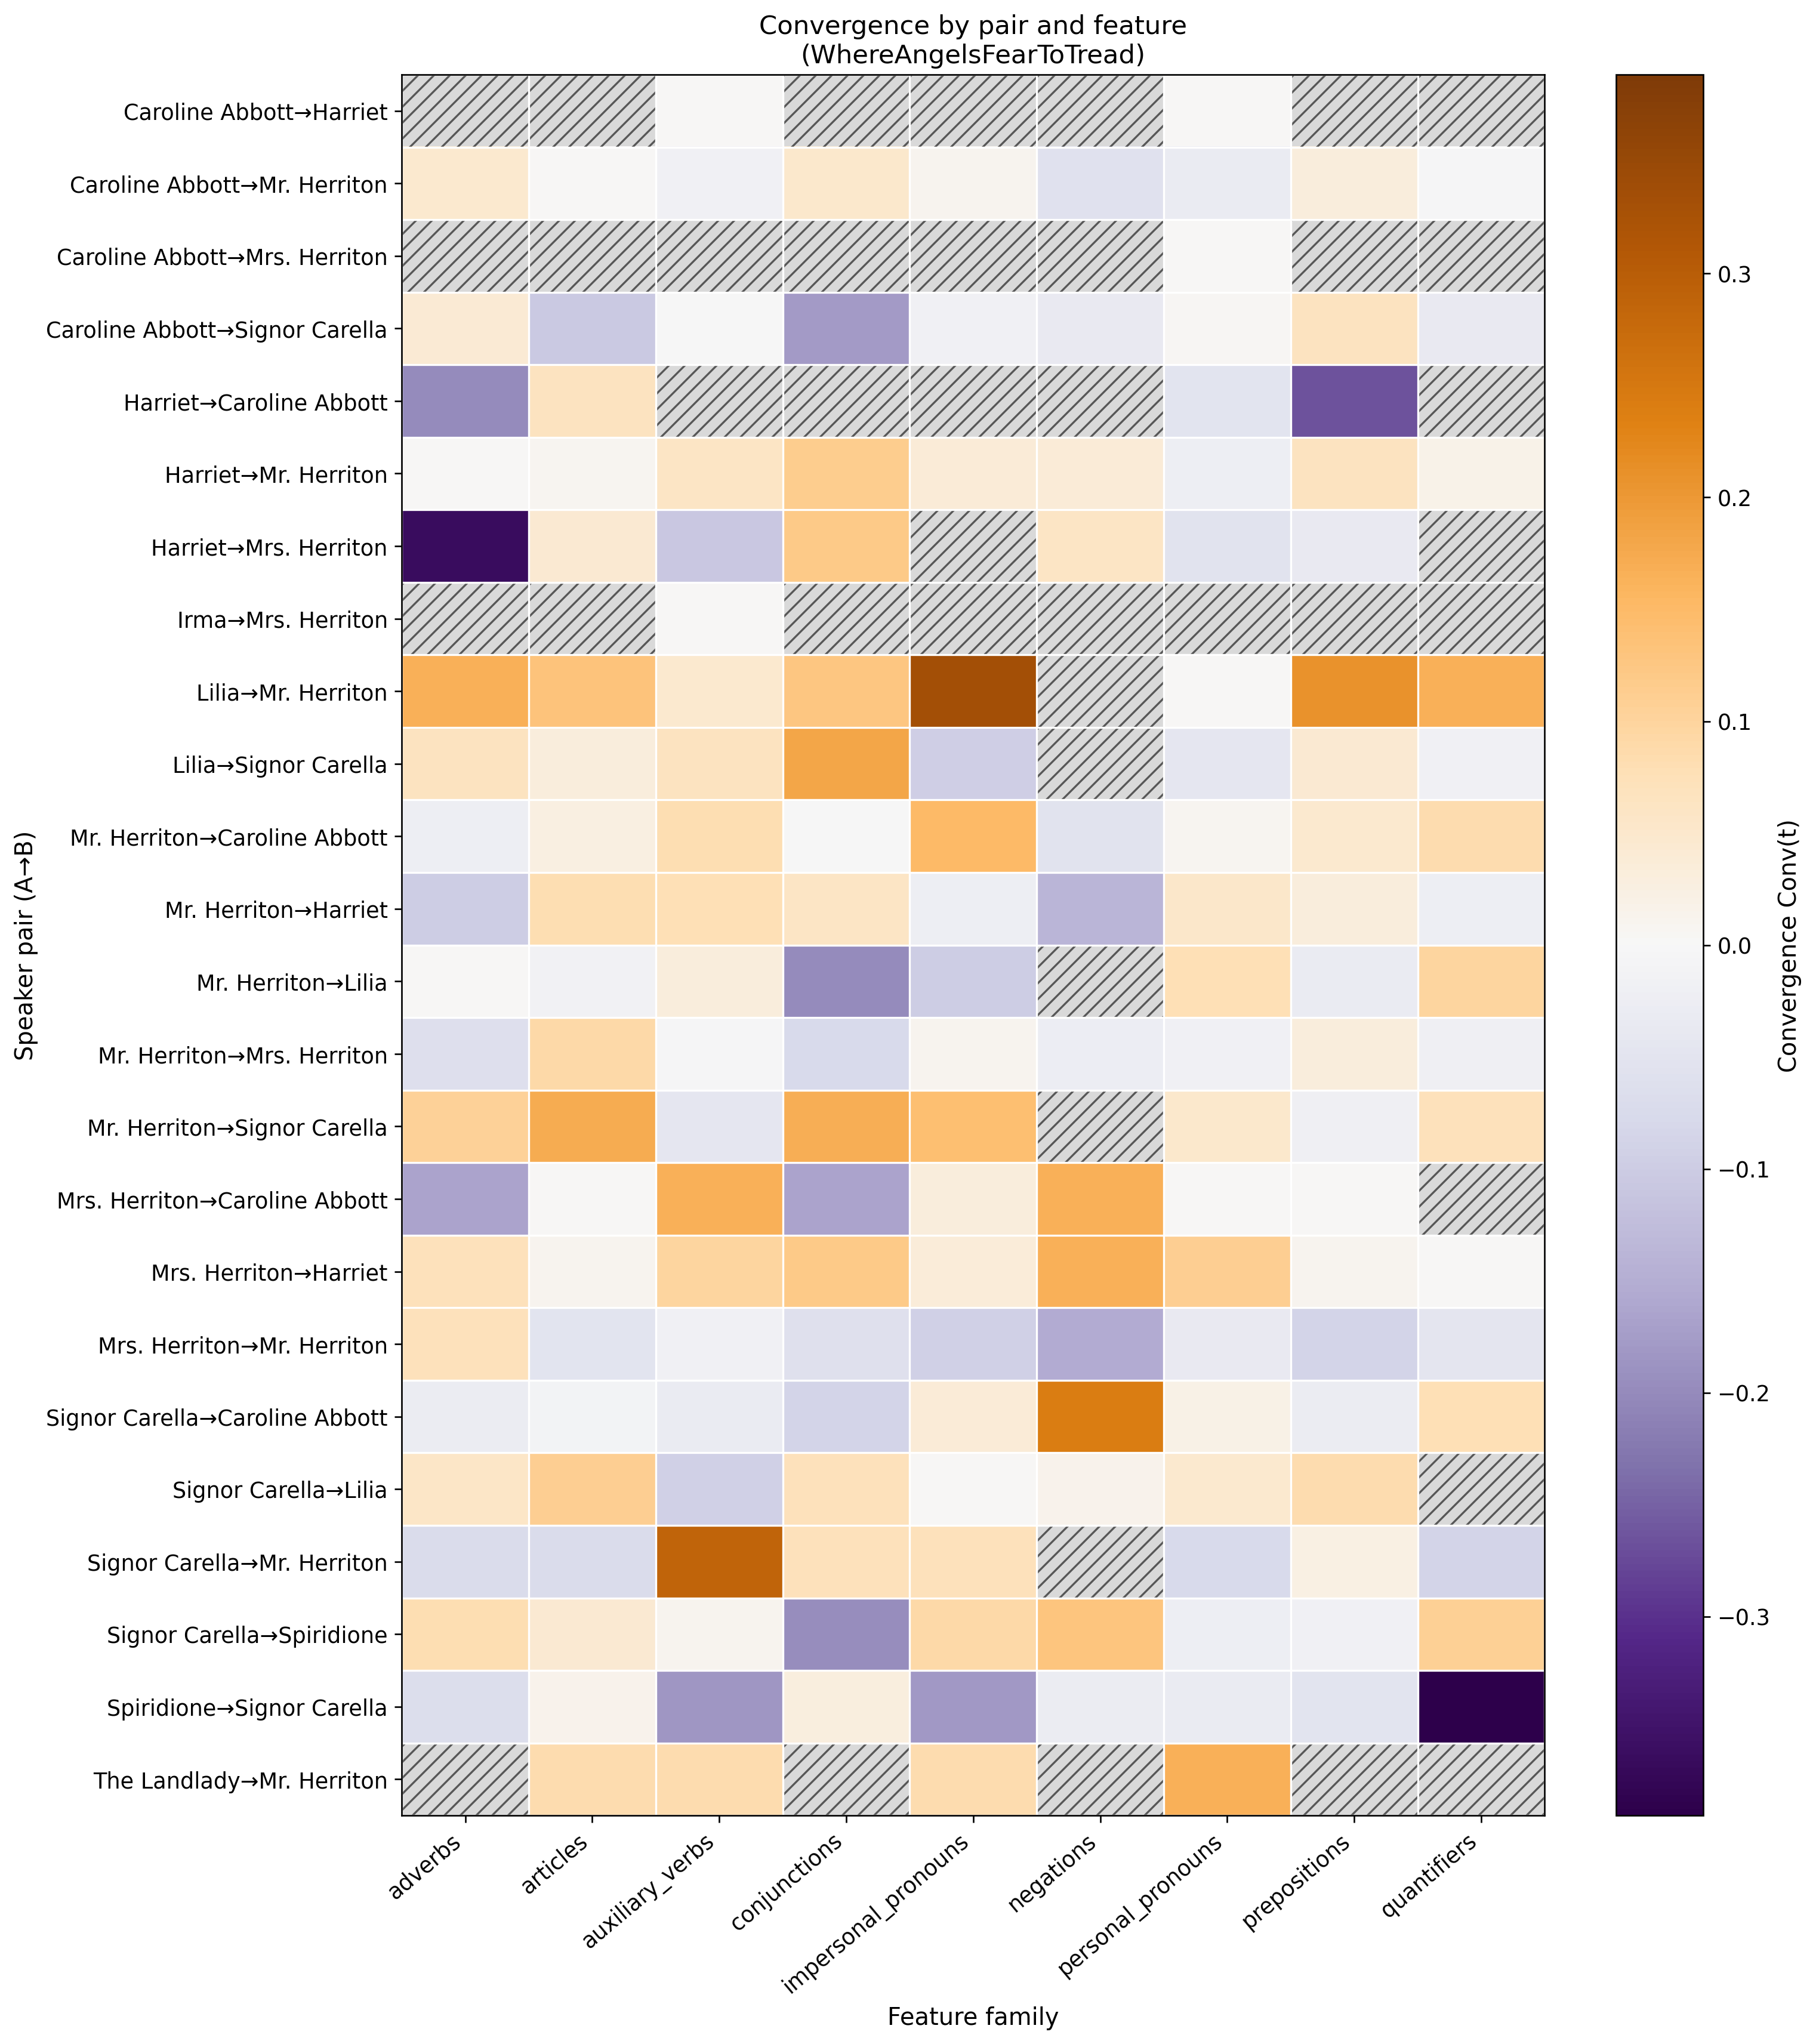 Convergence by pair and feature
(WhereAngelsFearToTread)
Speaker pair (A→B)
Caroline Abbott→Harriet
Caroline Abbott→Mr. Herriton
Caroline Abbott→Mrs. Herriton
Caroline Abbott→Signor Carella
Harriet→Caroline Abbott
Harriet→Mr. Herriton
Harriet→Mrs. Herriton
Irma→Mrs. Herriton
Lilia→Mr. Herriton
Lilia→Signor Carella
Mr. Herriton→Caroline Abbott
Mr. Herriton→Harriet
Mr. Herriton→Lilia
Mr. Herriton→Mrs. Herriton
Mr. Herriton→Signor Carella
Mrs. Herriton→Caroline Abbott
Mrs. Herriton→Harriet
Mrs. Herriton→Mr. Herriton
Signor Carella→Caroline Abbott
Signor Carella→Lilia
Signor Carella→Mr. Herriton
Signor Carella→Spiridione
Spiridione→Signor Carella
The Landlady→Mr. Herriton
adverbs
articles
auxiliary_verbs
conjunctions
impersonal_pronouns
negations
personal_pronouns
prepositions
quantifiers
Feature family
0.3
0.2
0.1
0.0
−0.1
−0.2
−0.3
Convergence Conv(t)